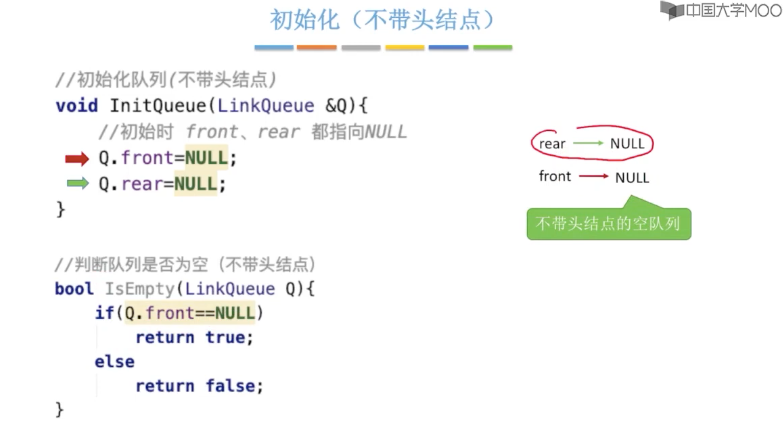 初始化（不带头结点）
中国大学MOO
//初始化队列(不带头结点)
void InitQueue(LinkQueue &Q){
//初始时 front、rear 都指向NULL
Q.front=NULL;
Q.rear=NULL;
}
rear NULL
front NULL
不带头结点的空队列
//判断队列是否为空（不带头结点）
bool IsEmpty(LinkQueue Q){
if(Q.front==NULL)
return true;
else
return false;
}